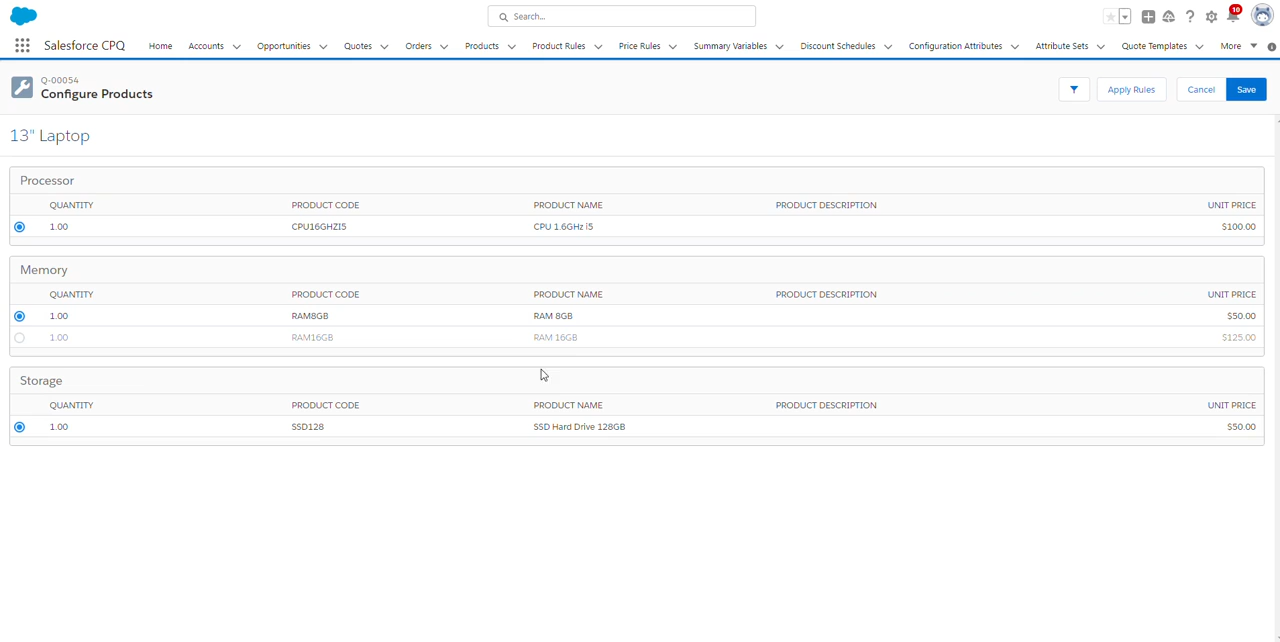 Search...
10
Salesforce CPQ Home Accounts Opportunities Quotes Orders Products Product Rules Price Rules Summary Variables Discount Schedules Configuration Attributes Attribute Sets Quote Templates More
Q-00054
Configure Products
Apply Rules Cancel Save
13" Laptop
Processor
QUANTITY PRODUCT CODE PRODUCT NAME PRODUCT DESCRIPTION UNIT PRICE
1.00 CPU16GHZI5 CPU 1.6GHz i5 $100.00
Memory
QUANTITY PRODUCT CODE PRODUCT NAME PRODUCT DESCRIPTION UNIT PRICE
1.00 RAM8GB RAM 8GB $50.00
1.00 RAM16GB RAM 16GB $125.00
Storage
QUANTITY PRODUCT CODE PRODUCT NAME PRODUCT DESCRIPTION UNIT PRICE
1.00 SSD128 SSD Hard Drive 128GB $50.00